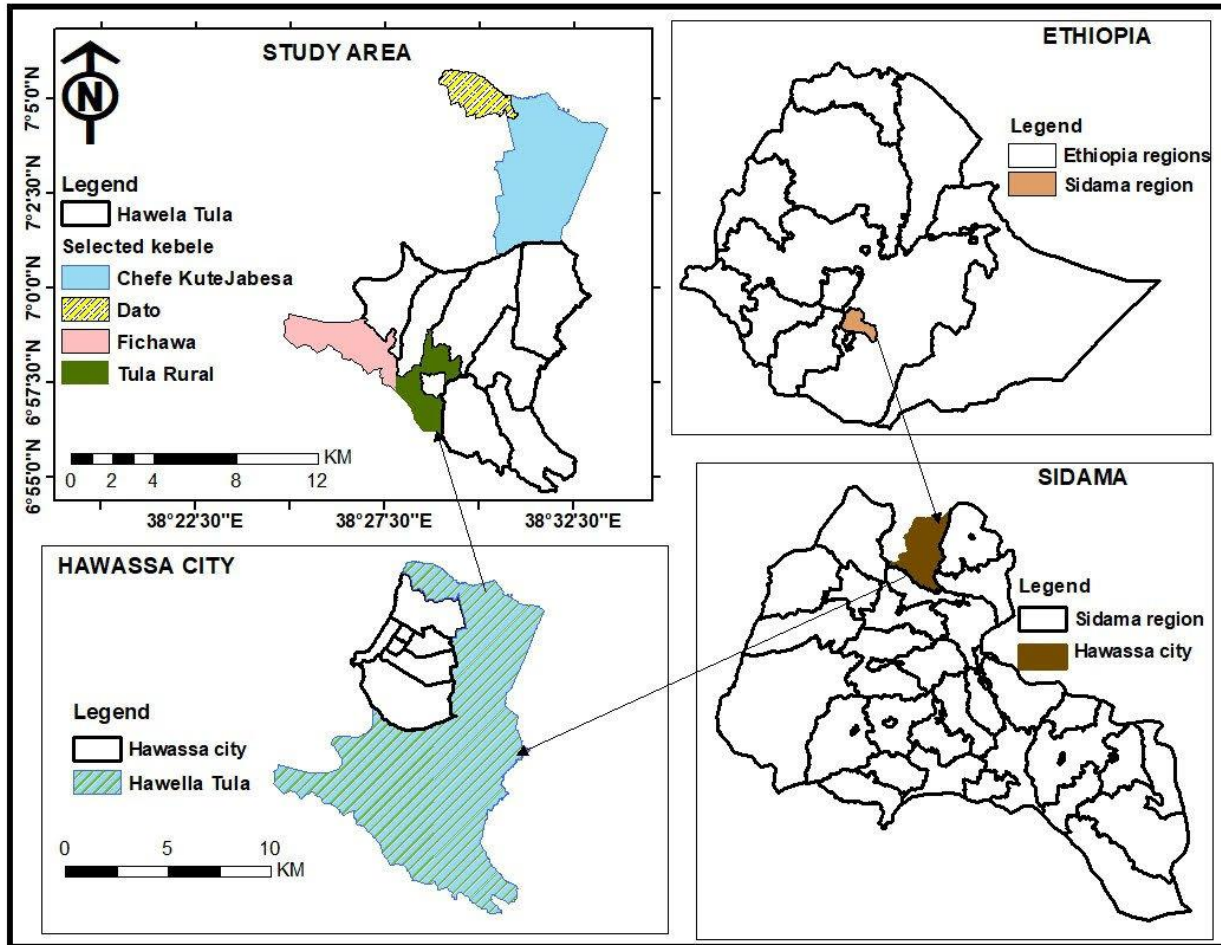 STUDY AREA
N
Legend
Hawela Tula
Selected kebele
Chefe KuteJabesa
Dato
Fichawa
Tula Rural
KM
0 2 4 8 12
7°5'0"N
7°2'30"N
7°0'0"N
6°57'30"N
6°55'0"N
38°22'30"E
38°27'30"E
38°32'30"E
ETHIOPIA
Legend
Ethiopia regions
Sidama region
HAWASSA CITY
Legend
Hawassa city
Hawella Tula
0 5 10
KM
SIDAMA
Legend
Sidama region
Hawassa city